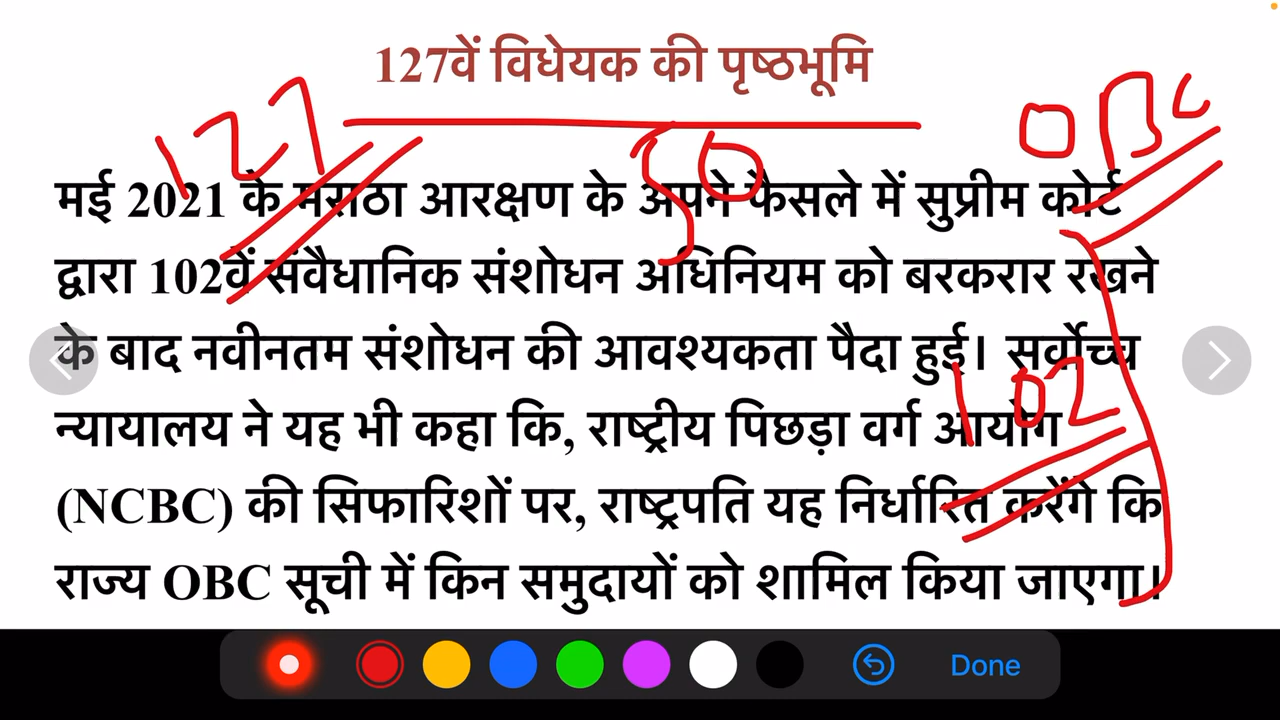 127वें विधेयक की पृष्ठभूमि
127
50
OBC
मई 2021 के मराठा आरक्षण के अपने फैसले में सुप्रीम कोर्ट
द्वारा 102वें संवैधानिक संशोधन अधिनियम को बरकरार रखने
के बाद नवीनतम संशोधन की आवश्यकता पैदा हुई। सर्वोच्च
102
न्यायालय ने यह भी कहा कि, राष्ट्रीय पिछड़ा वर्ग आयोग
(NCBC) की सिफारिशों पर, राष्ट्रपति यह निर्धारित करेंगे कि
राज्य OBC सूची में किन समुदायों को शामिल किया जाएगा।
Done